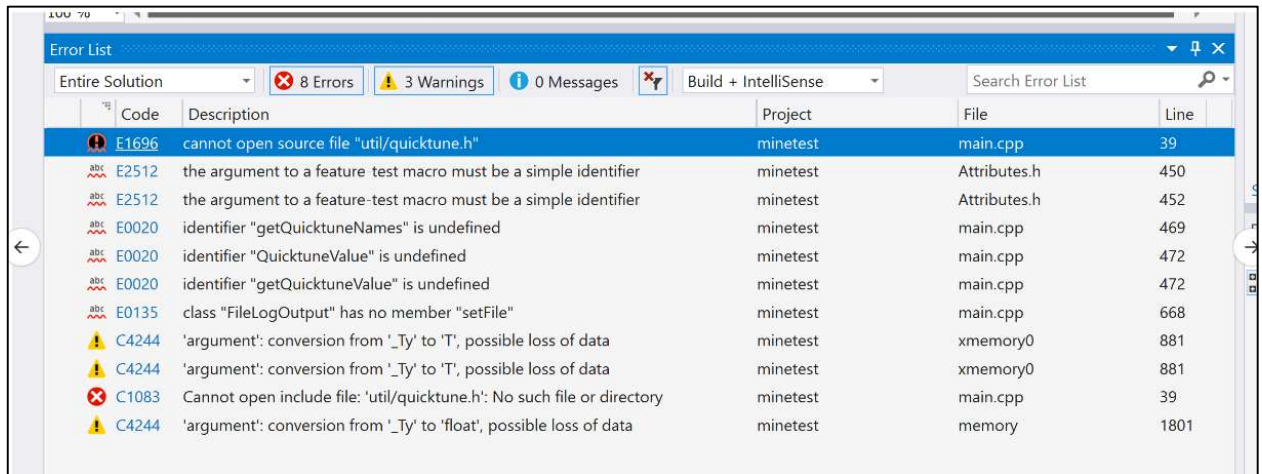 100 %
Error List
Entire Solution 8 Errors 3 Warnings 0 Messages Build + IntelliSense Search Error List
Code Description Project File Line
E1696 cannot open source file "util/quicktune.h" minetest main.cpp 39
abc E2512 the argument to a feature-test macro must be a simple identifier minetest Attributes.h 450
abc E2512 the argument to a feature-test macro must be a simple identifier minetest Attributes.h 452
abc E0020 identifier "getQuicktuneNames" is undefined minetest main.cpp 469
abc E0020 identifier "QuicktuneValue" is undefined minetest main.cpp 472
abc E0020 identifier "getQuicktuneValue" is undefined minetest main.cpp 472
abc E0135 class "FileLogOutput" has no member "setFile" minetest main.cpp 668
C4244 'argument': conversion from '_Ty' to 'T', possible loss of data minetest xmemory0 881
C4244 'argument': conversion from '_Ty' to 'T', possible loss of data minetest xmemory0 881
C1083 Cannot open include file: 'util/quicktune.h': No such file or directory minetest main.cpp 39
C4244 'argument': conversion from '_Ty' to 'float', possible loss of data minetest memory 1801